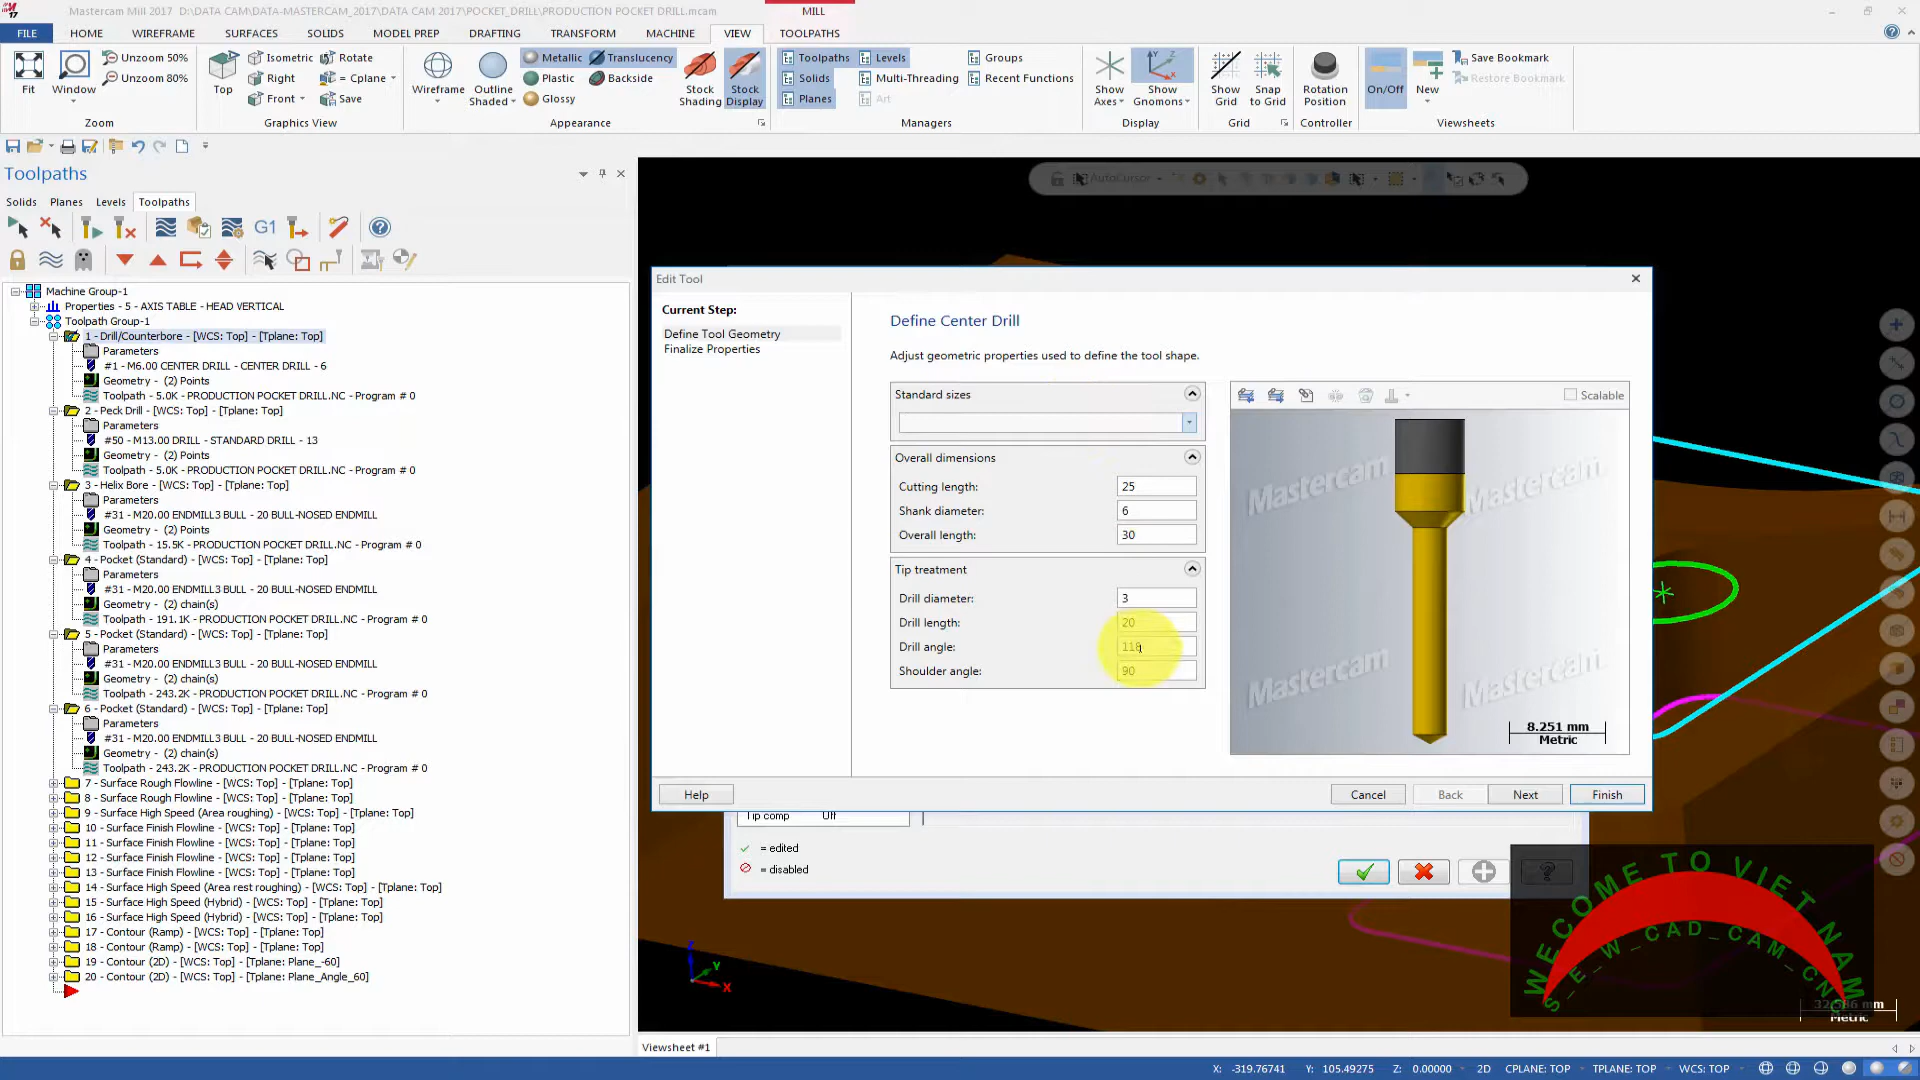 Mastercam Mill 2017  D:\DATA CAM\DATA-MASTERCAM_2017\DATA CAM 2017\POCKET_DRILL\PRODUCTION POCKET DRILL.mcam
MILL
FILE HOME WIREFRAME SURFACES SOLIDS MODEL PREP DRAFTING TRANSFORM MACHINE VIEW TOOLPATHS
Fit
Window
Unzoom 50%
Unzoom 80%
Zoom
Top
Isometric
Right
Front
Rotate
= Cplane
Save
Graphics View
Wireframe
Outline Shaded
Metallic
Plastic
Glossy
Translucency
Backside
Stock Shading
Stock Display
Appearance
Toolpaths
Solids
Planes
Levels
Multi-Threading
Art
Groups
Recent Functions
Managers
Show Axes
Show Gnomons
Display
Show Grid
Snap to Grid
Grid
Rotation Position
Controller
On/Off
New
Save Bookmark
Restore Bookmark
Viewsheets
Toolpaths
Solids Planes Levels Toolpaths
G1
AutoCursor
Machine Group-1
Properties - 5 - AXIS TABLE - HEAD VERTICAL
Toolpath Group-1
1 - Drill/Counterbore - [WCS: Top] - [Tplane: Top]
Parameters
#1 - M6.00 CENTER DRILL - CENTER DRILL - 6
Geometry - (2) Points
Toolpath - 5.0K - PRODUCTION POCKET DRILL.NC - Program # 0
2 - Peck Drill - [WCS: Top] - [Tplane: Top]
Parameters
#50 - M13.00 DRILL - STANDARD DRILL - 13
Geometry - (2) Points
Toolpath - 5.0K - PRODUCTION POCKET DRILL.NC - Program # 0
3 - Helix Bore - [WCS: Top] - [Tplane: Top]
Parameters
#31 - M20.00 ENDMILL3 BULL - 20 BULL-NOSED ENDMILL
Geometry - (2) Points
Toolpath - 15.5K - PRODUCTION POCKET DRILL.NC - Program # 0
4 - Pocket (Standard) - [WCS: Top] - [Tplane: Top]
Parameters
#31 - M20.00 ENDMILL3 BULL - 20 BULL-NOSED ENDMILL
Geometry - (2) chain(s)
Toolpath - 191.1K - PRODUCTION POCKET DRILL.NC - Program # 0
5 - Pocket (Standard) - [WCS: Top] - [Tplane: Top]
Parameters
#31 - M20.00 ENDMILL3 BULL - 20 BULL-NOSED ENDMILL
Geometry - (2) chain(s)
Toolpath - 243.2K - PRODUCTION POCKET DRILL.NC - Program # 0
6 - Pocket (Standard) - [WCS: Top] - [Tplane: Top]
Parameters
#31 - M20.00 ENDMILL3 BULL - 20 BULL-NOSED ENDMILL
Geometry - (2) chain(s)
Toolpath - 243.2K - PRODUCTION POCKET DRILL.NC - Program # 0
7 - Surface Rough Flowline - [WCS: Top] - [Tplane: Top]
8 - Surface Rough Flowline - [WCS: Top] - [Tplane: Top]
9 - Surface High Speed (Area roughing) - [WCS: Top] - [Tplane: Top]
10 - Surface Finish Flowline - [WCS: Top] - [Tplane: Top]
11 - Surface Finish Flowline - [WCS: Top] - [Tplane: Top]
12 - Surface Finish Flowline - [WCS: Top] - [Tplane: Top]
13 - Surface Finish Flowline - [WCS: Top] - [Tplane: Top]
14 - Surface High Speed (Area rest roughing) - [WCS: Top] - [Tplane: Top]
15 - Surface High Speed (Hybrid) - [WCS: Top] - [Tplane: Top]
16 - Surface High Speed (Hybrid) - [WCS: Top] - [Tplane: Top]
17 - Contour (Ramp) - [WCS: Top] - [Tplane: Top]
18 - Contour (Ramp) - [WCS: Top] - [Tplane: Top]
19 - Contour (2D) - [WCS: Top] - [Tplane: Plane_-60]
20 - Contour (2D) - [WCS: Top] - [Tplane: Plane_Angle_60]
Edit Tool
Current Step:
Define Tool Geometry
Finalize Properties
Define Center Drill
Adjust geometric properties used to define the tool shape.
Standard sizes
Overall dimensions
Cutting length: 25
Shank diameter: 6
Overall length: 30
Tip treatment
Drill diameter: 3
Drill length: 20
Drill angle: 118
Shoulder angle: 90
Scalable
Mastercam
Mastercam
Mastercam
Mastercam
8.251 mm
Metric
Help Cancel Back Next Finish
Tip comp Off
= edited
= disabled
WECOME TO VIET NAM
S_E_W_CAD_CAM_CNC
Z
Y
X
32.586 mm
Metric
Viewsheet #1
X: -319.76741 Y: 105.49275 Z: 0.00000 2D CPLANE: TOP TPLANE: TOP WCS: TOP